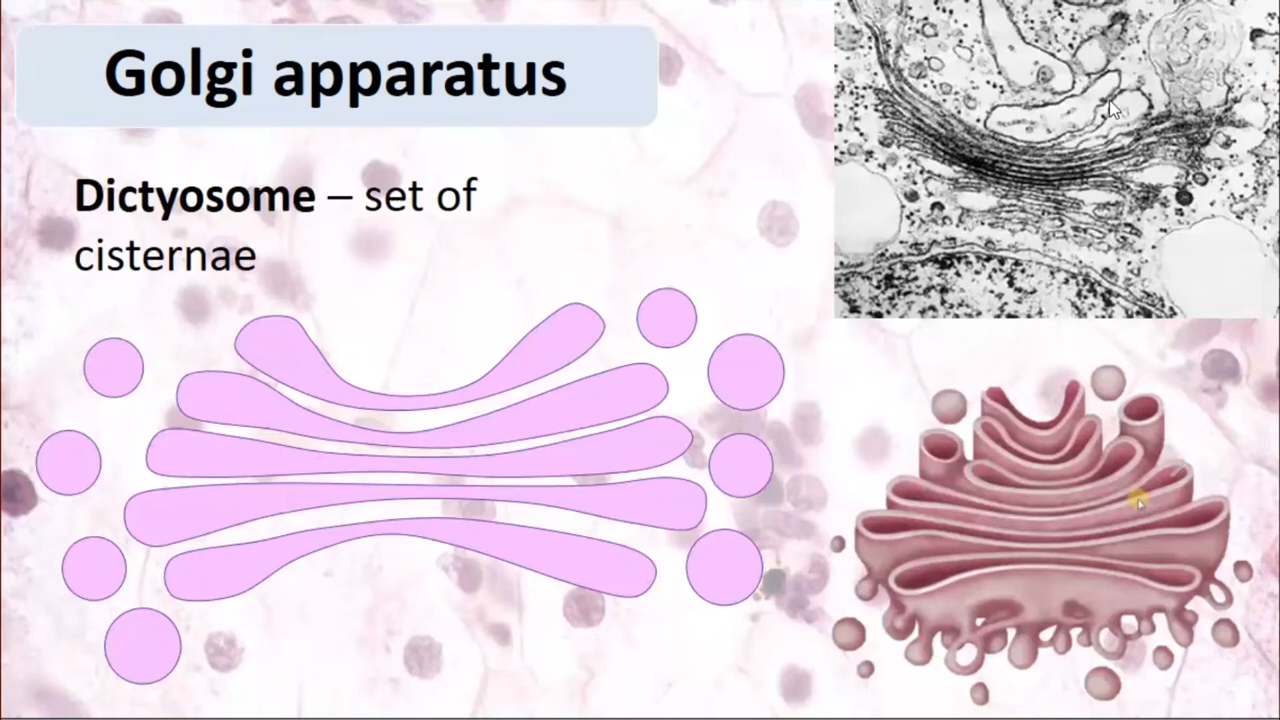 Golgi apparatus
Dictyosome – set of
cisternae